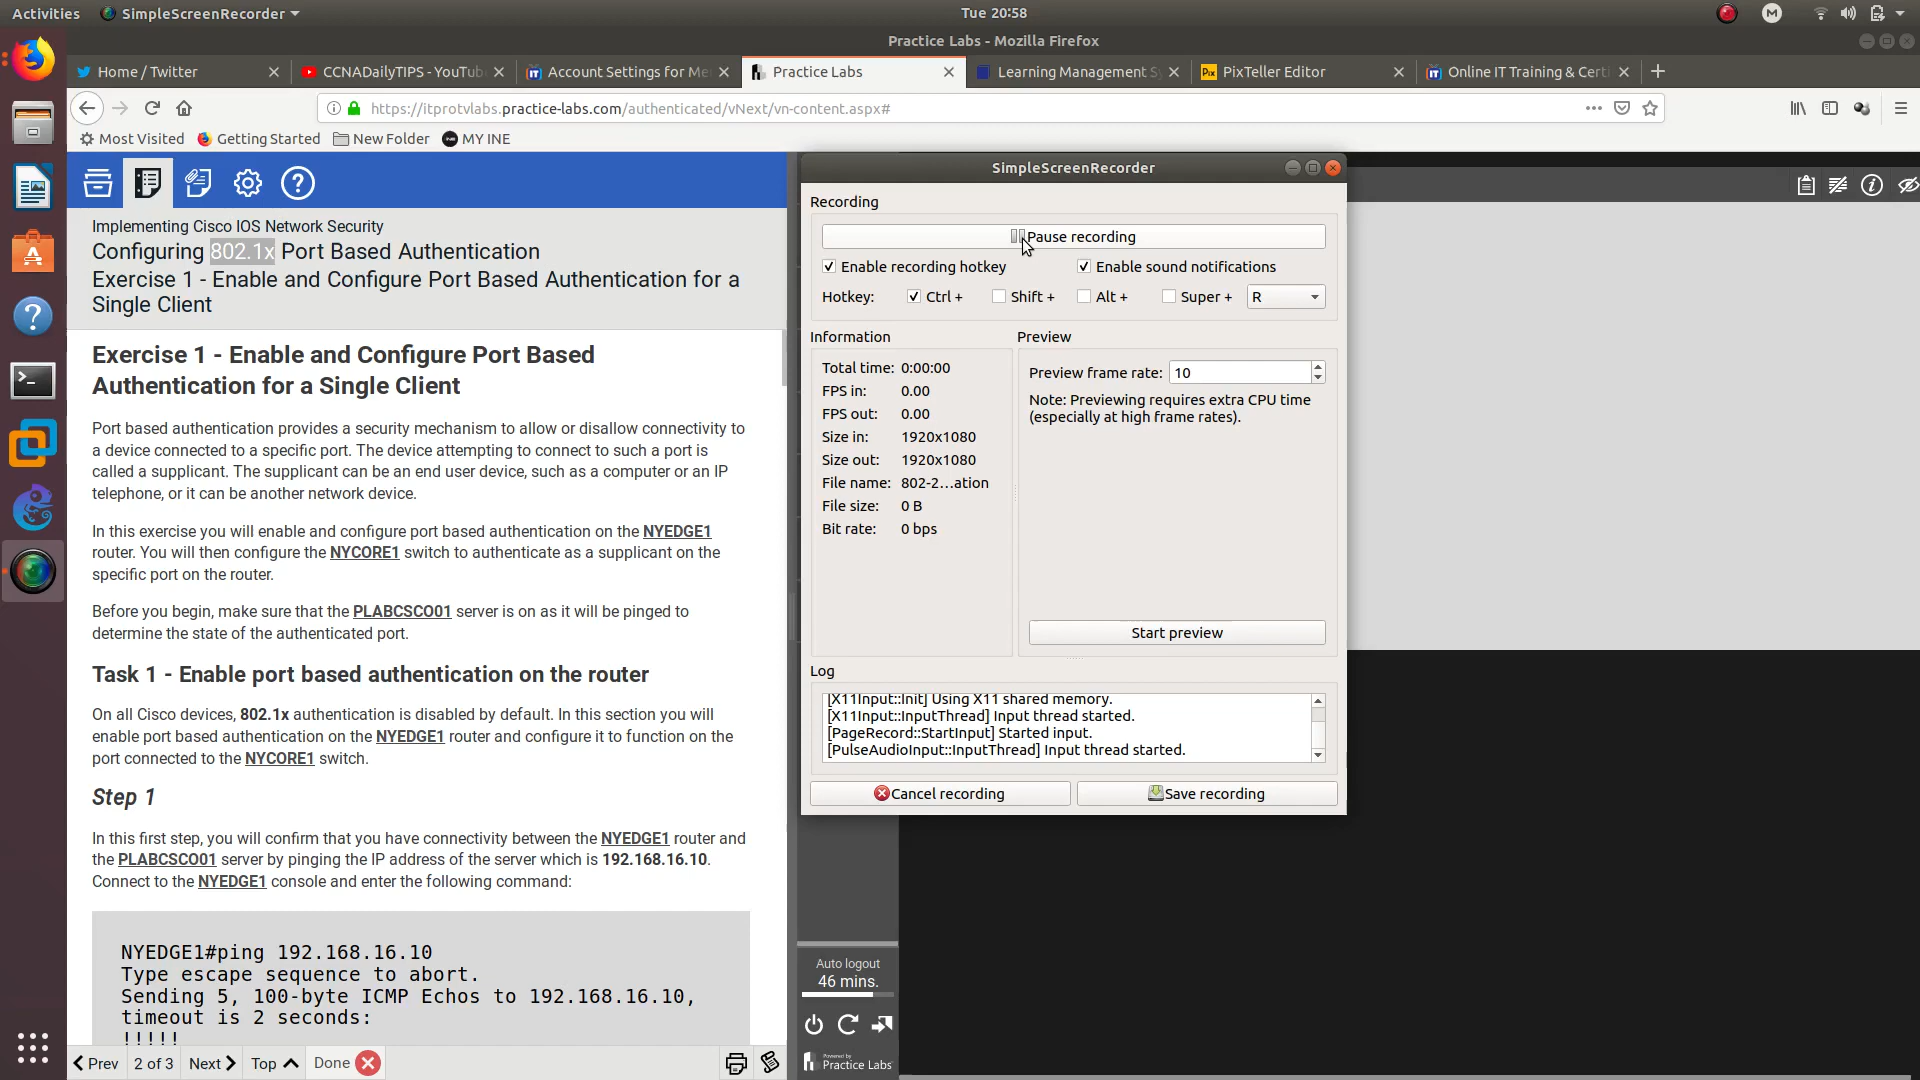 Activities
SimpleScreenRecorder
Tue 20:58
M
Practice Labs - Mozilla Firefox
Home / Twitter
CCNADailyTIPS - YouTub
Account Settings for Me
Practice Labs
Learning Management S
Pix
PixTeller Editor
Online IT Training & Certi
https://itprotvlabs.practice-labs.com/authenticated/vNext/vn-content.aspx#
Most Visited
Getting Started
New Folder
MY INE
Implementing Cisco IOS Network Security
Configuring 802.1x Port Based Authentication
Exercise 1 - Enable and Configure Port Based Authentication for a
Single Client
Exercise 1 - Enable and Configure Port Based
Authentication for a Single Client
Port based authentication provides a security mechanism to allow or disallow connectivity to
a device connected to a specific port. The device attempting to connect to such a port is
called a supplicant. The supplicant can be an end user device, such as a computer or an IP
telephone, or it can be another network device.
In this exercise you will enable and configure port based authentication on the NYEDGE1
router. You will then configure the NYCORE1 switch to authenticate as a supplicant on the
specific port on the router.
Before you begin, make sure that the PLABCSCO01 server is on as it will be pinged to
determine the state of the authenticated port.
Task 1 - Enable port based authentication on the router
On all Cisco devices, 802.1x authentication is disabled by default. In this section you will
enable port based authentication on the NYEDGE1 router and configure it to function on the
port connected to the NYCORE1 switch.
Step 1
In this first step, you will confirm that you have connectivity between the NYEDGE1 router and
the PLABCSCO01 server by pinging the IP address of the server which is 192.168.16.10.
Connect to the NYEDGE1 console and enter the following command:
NYEDGE1#ping 192.168.16.10
Type escape sequence to abort.
Sending 5, 100-byte ICMP Echos to 192.168.16.10,
timeout is 2 seconds:
!!!!!
Prev
2 of 3
Next
Top
Done
SimpleScreenRecorder
Recording
Pause recording
Enable recording hotkey
Enable sound notifications
Hotkey:
Ctrl +
Shift +
Alt +
Super +
R
Information
Total time: 0:00:00
FPS in: 0.00
FPS out: 0.00
Size in: 1920x1080
Size out: 1920x1080
File name: 802-2...ation
File size: 0 B
Bit rate: 0 bps
Preview
Preview frame rate: 10
Note: Previewing requires extra CPU time
(especially at high frame rates).
Start preview
Log
[X11Input::Init] Using X11 shared memory.
[X11Input::InputThread] Input thread started.
[PageRecord::StartInput] Started input.
[PulseAudioInput::InputThread] Input thread started.
Cancel recording
Save recording
Auto logout
46 mins.
Powered by
Practice Labs